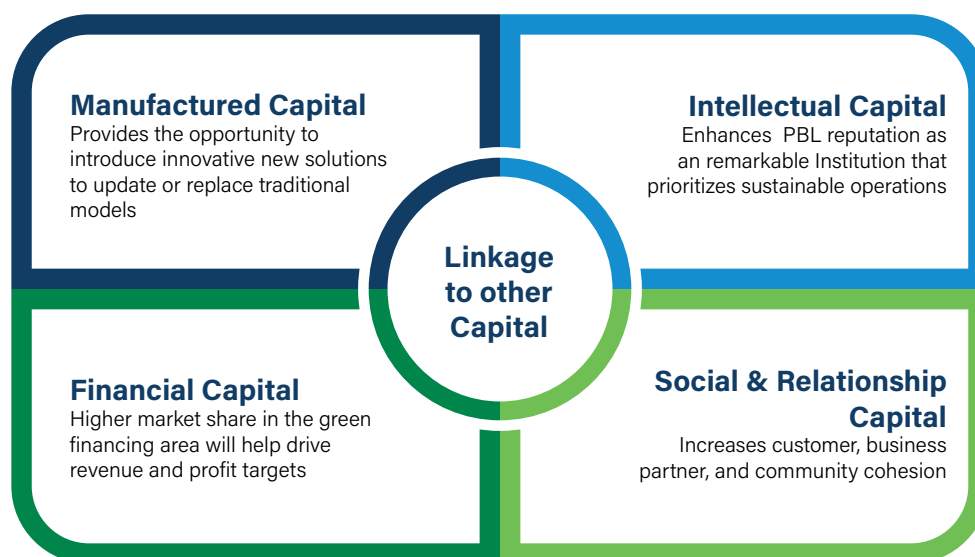 Manufactured Capital
Provides the opportunity to
introduce innovative new solutions
to update or replace traditional
models
Intellectual Capital
Enhances PBL reputation as
an remarkable Institution that
prioritizes sustainable operations
Linkage
to other
Capital
Financial Capital
Higher market share in the green
financing area will help drive
revenue and profit targets
Social & Relationship
Capital
Increases customer, business
partner, and community cohesion